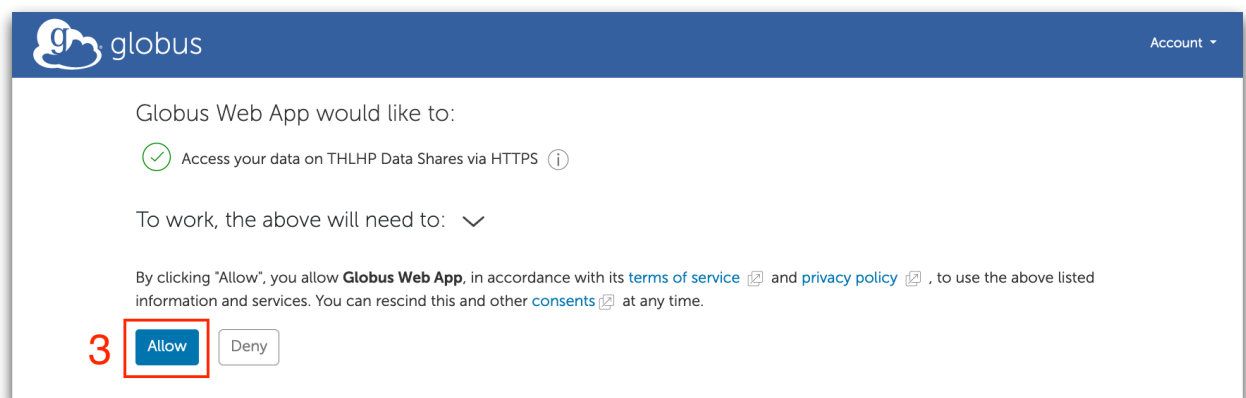 globus
Account
Globus Web App would like to:
Access your data on THLHP Data Shares via HTTPS
To work, the above will need to:
By clicking "Allow", you allow Globus Web App, in accordance with its terms of service and privacy policy , to use the above listed
information and services. You can rescind this and other consents at any time.
3 Allow Deny